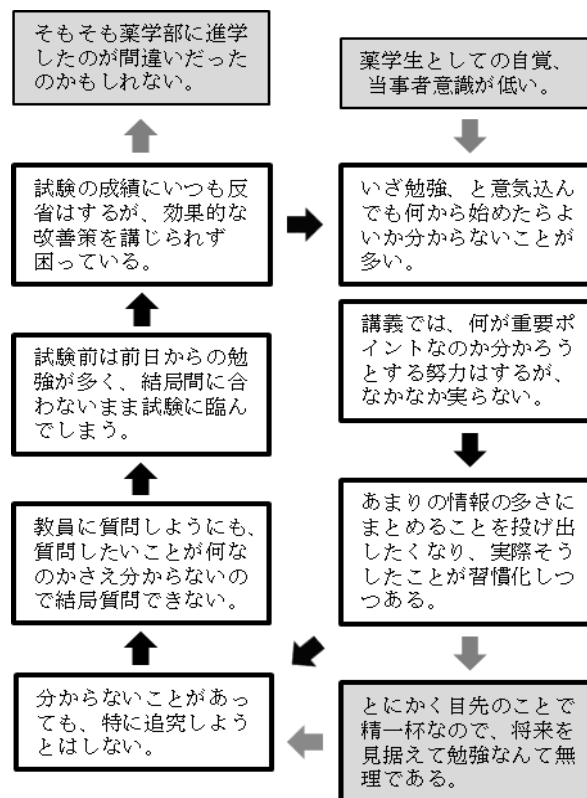 そもそも薬学部に進学
したのが間違いだった
のかもしれない。
薬学生としての自覚、
当事者意識が低い。
試験の成績にいつも反
省はするが、効果的な
改善策を講じられず
困っている。
いざ勉強、と意気込ん
でも何から始めたらよ
いか分からないことが
多い。
講義では、何が重要ポ
イントなのか分かろう
とする努力はするが、
なかなか実らない。
試験前は前日からの勉
強が多く、結局間に合
わないまま試験に臨ん
でしまう。
あまりの情報の多さに
まとめることを投げ出
したくなり、実際そう
したことが習慣化しつ
つある。
教員に質問しようにも、
質問したいことが何な
のかさえ分からないの
で結局質問できない。
分からないことがあっ
ても、特に追究しよう
とはしない。
とにかく目先のことで
精一杯なので、将来を
見据えて勉強なんて無
理である。